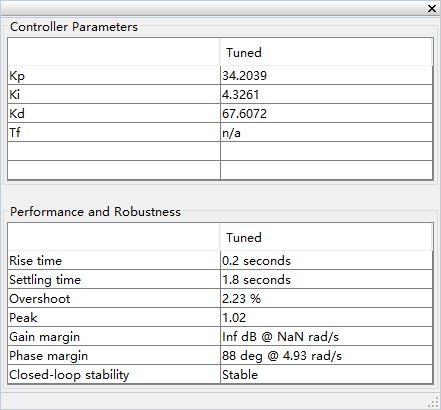 Controller Parameters
Tuned
Kp 34.2039
Ki 4.3261
Kd 67.6072
Tf n/a
Performance and Robustness
Tuned
Rise time 0.2 seconds
Settling time 1.8 seconds
Overshoot 2.23 %
Peak 1.02
Gain margin Inf dB @ NaN rad/s
Phase margin 88 deg @ 4.93 rad/s
Closed-loop stability Stable